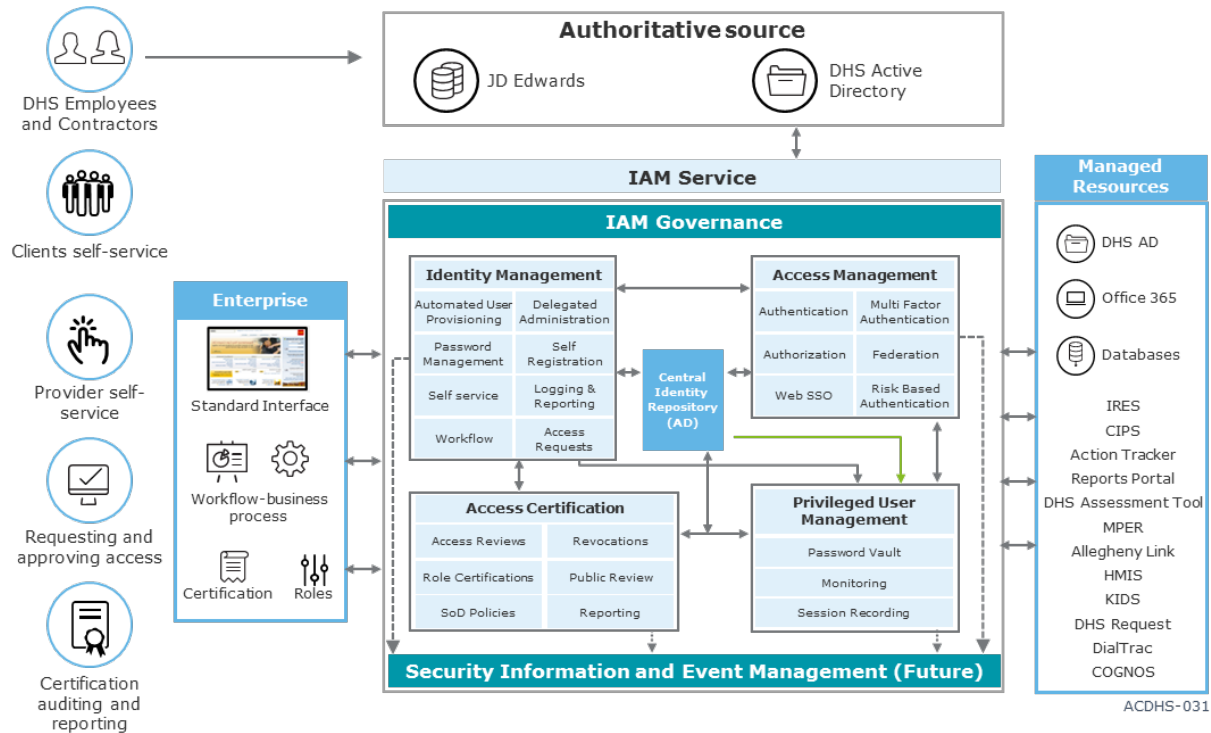 DHS Employees
and Contractors
Clients self-service
Provider self-
service
Requesting and
approving access
Certification
auditing and
reporting
Authoritative source
JD Edwards
DHS Active
Directory
IAM Service
IAM Governance
Enterprise
Standard Interface
Workflow-business
process
Certification
Roles
Identity Management
Automated User
Provisioning
Delegated
Administration
Password
Management
Self
Registration
Self service
Logging &
Reporting
Workflow
Access
Requests
Central
Identity
Repository
(AD)
Access Management
Authentication
Multi Factor
Authentication
Authorization
Federation
Web SSO
Risk Based
Authentication
Access Certification
Access Reviews
Revocations
Role Certifications
Public Review
SoD Policies
Reporting
Privileged User
Management
Password Vault
Monitoring
Session Recording
Security Information and Event Management (Future)
Managed
Resources
DHS AD
Office 365
Databases
IRES
CIPS
Action Tracker
Reports Portal
DHS Assessment Tool
MPER
Allegheny Link
HMIS
KIDS
DHS Request
DialTrac
COGNOS
ACDHS-031